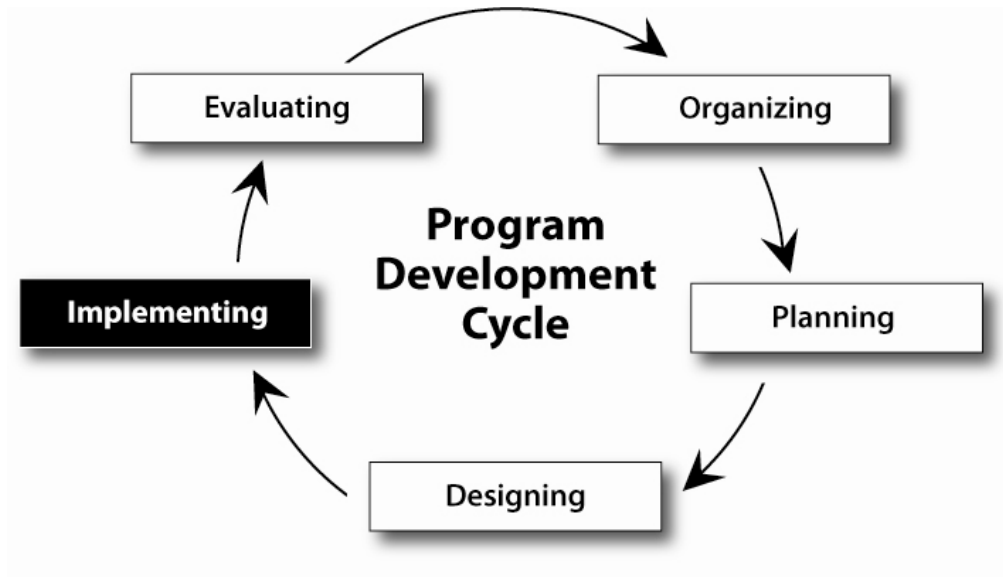 Evaluating
Organizing
Program
Development
Cycle
Implementing
Planning
Designing